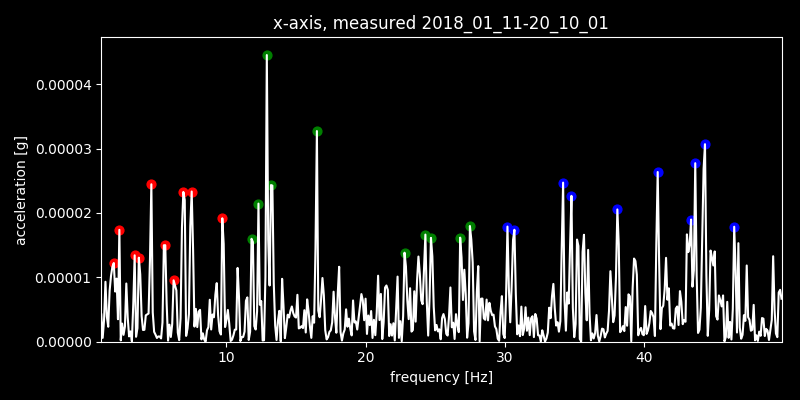 x-axis, measured 2018_01_11-20_10_01
acceleration [g]
0.00004
0.00003
0.00002
0.00001
0.00000
10 20 30 40
frequency [Hz]